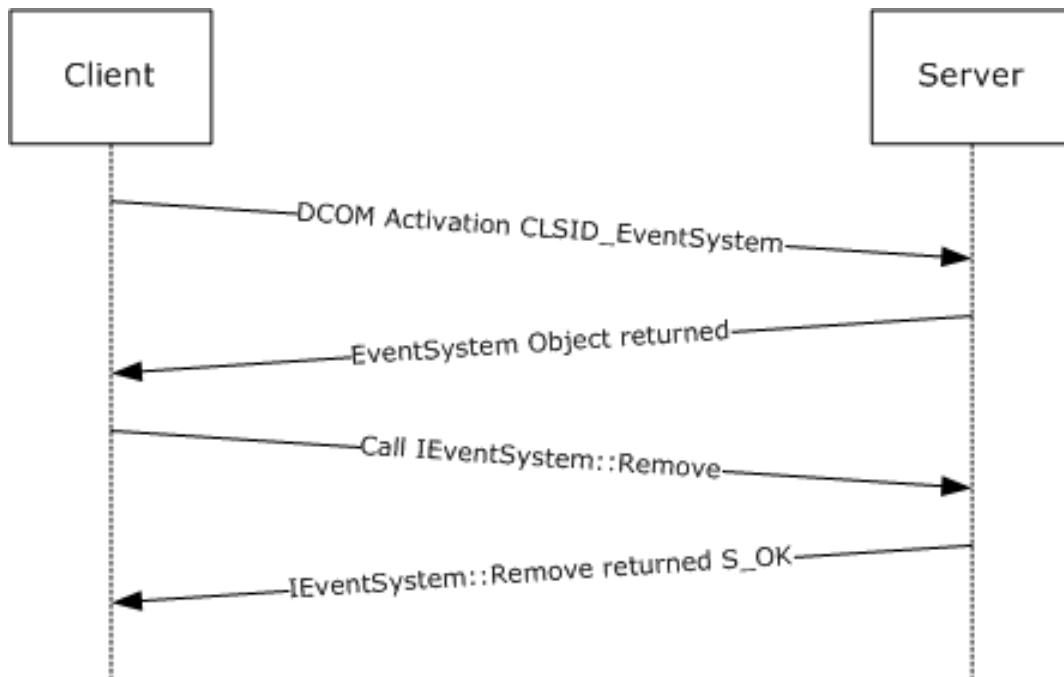 Client
Server
DCOM Activation CLSID_EventSystem
EventSystem Object returned
Call IEventSystem::Remove
IEventSystem::Remove returned S_OK